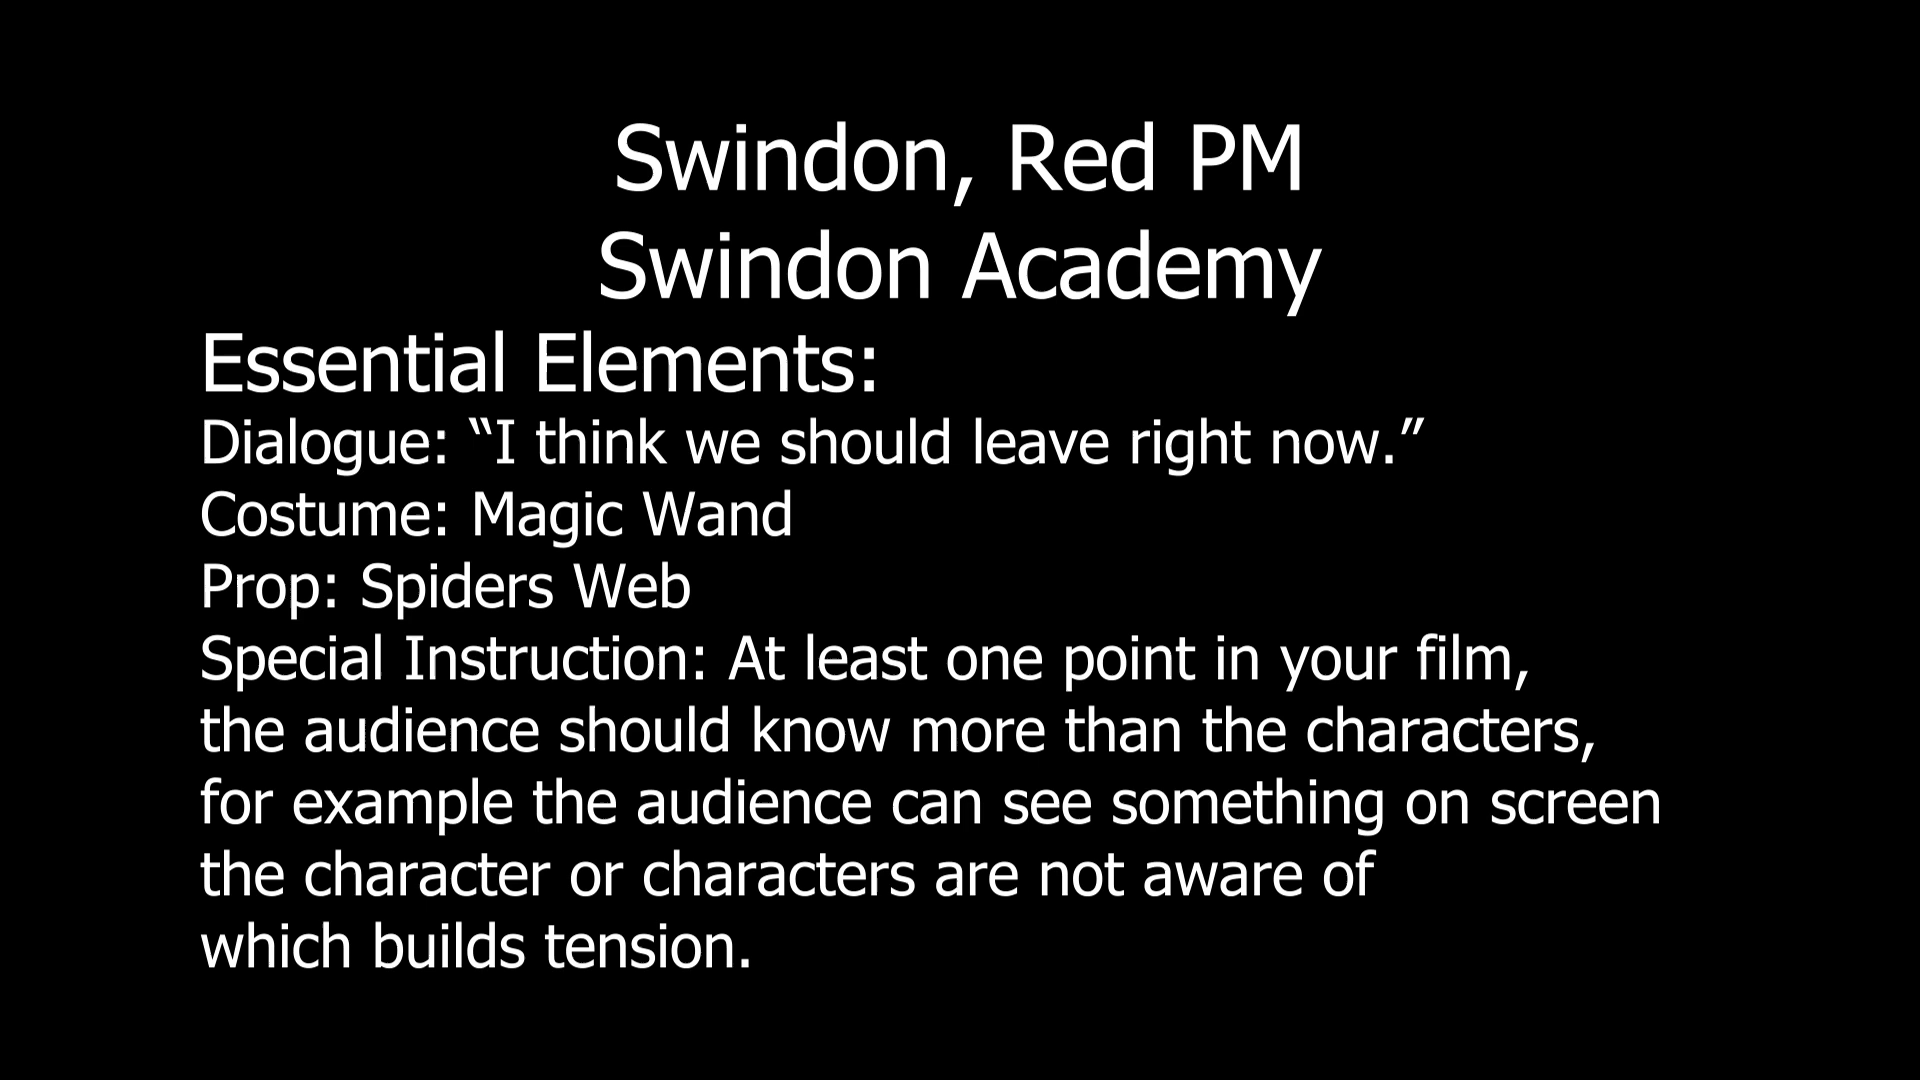 Swindon, Red PM
Swindon Academy
Essential Elements:
Dialogue: “I think we should leave right now.”
Costume: Magic Wand
Prop: Spiders Web
Special Instruction: At least one point in your film,
the audience should know more than the characters,
for example the audience can see something on screen
the character or characters are not aware of
which builds tension.